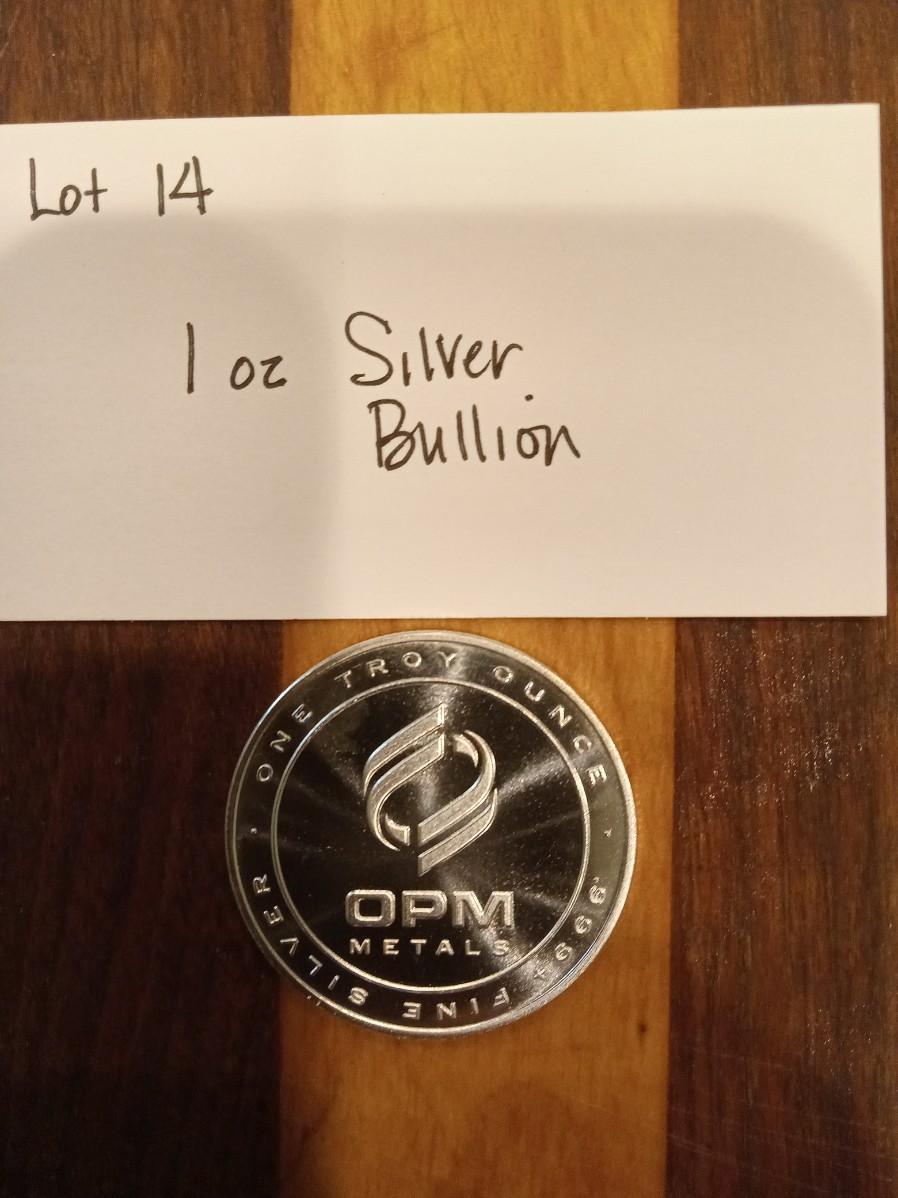 Lot 14
1 oz Silver
Bullion
ONE TROY OUNCE
OPM
METALS
.999+ FINE SILVER